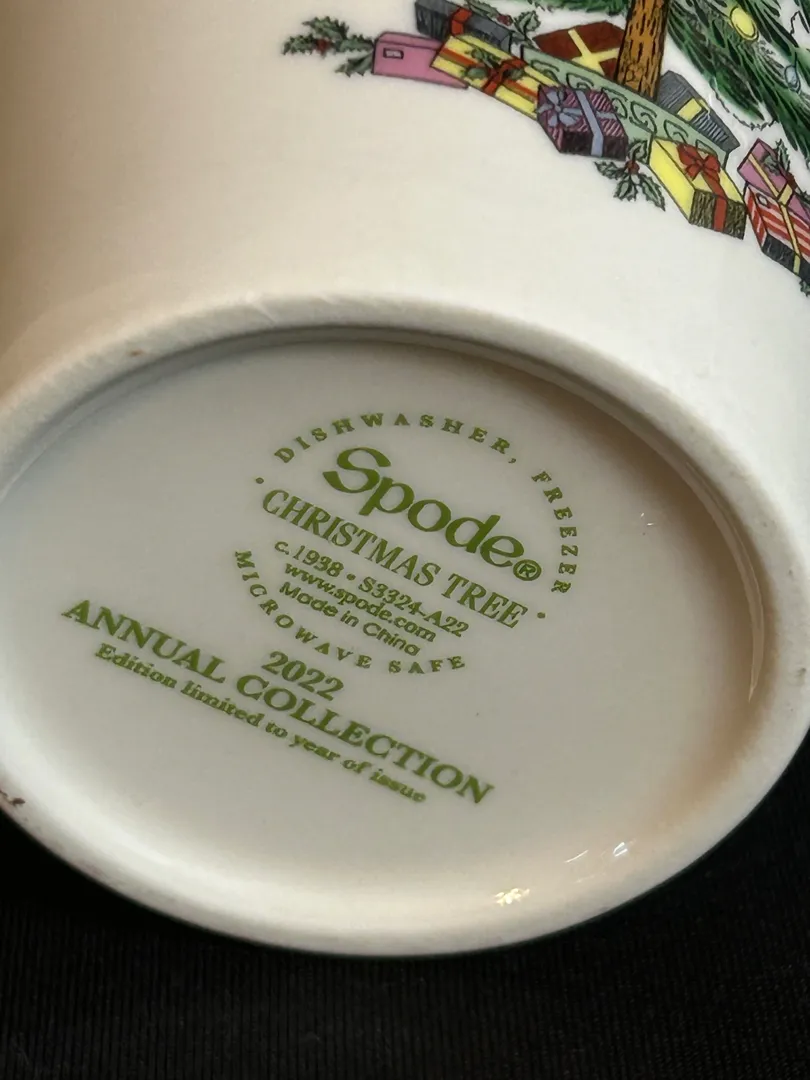 DISHWASHER, FREEZER
Spode®
• CHRISTMAS TREE •
c.1938 • S3324-A22
www.spode.com
Made in China
MICROWAVE SAFE
2022
ANNUAL COLLECTION
Edition limited to year of issue